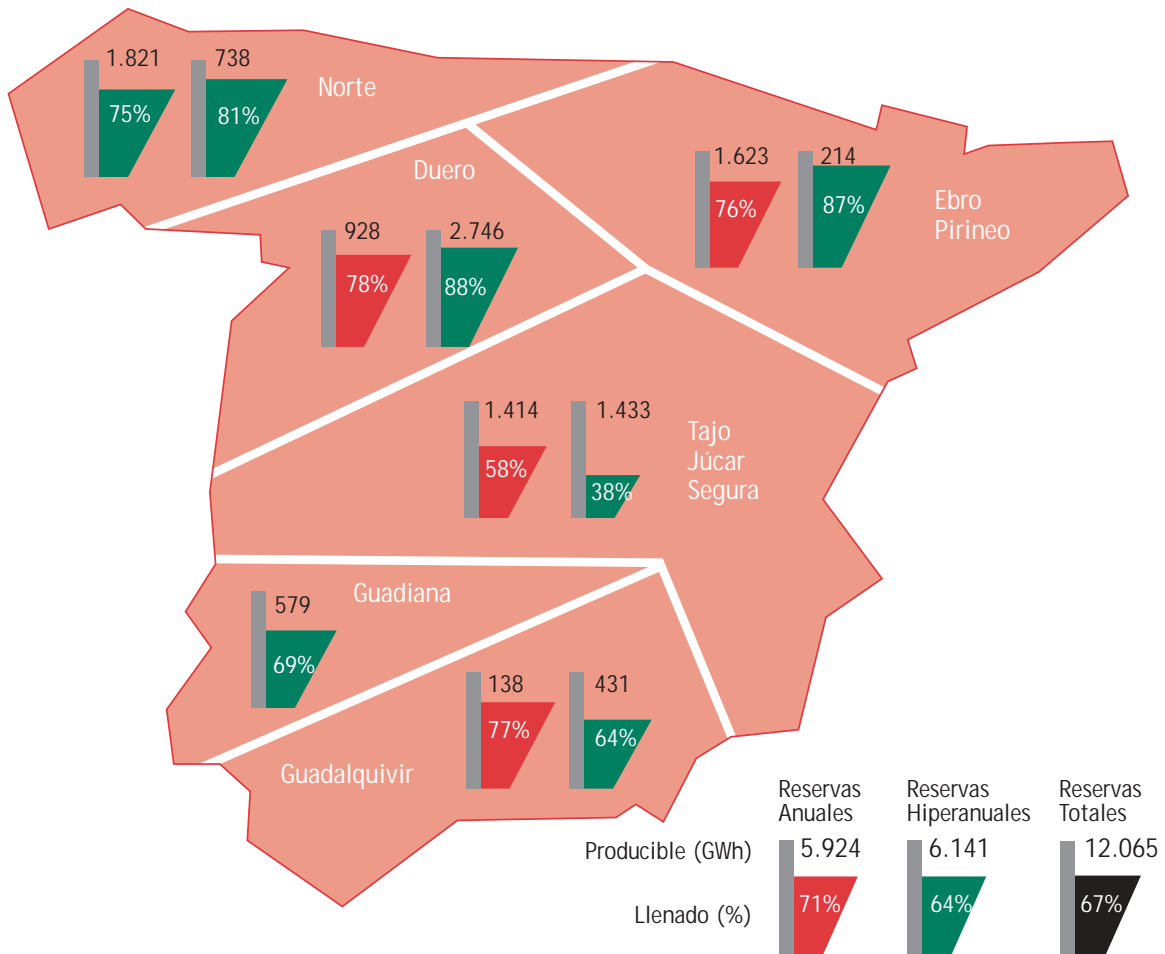 1.821 738
75% 81%
Norte
Duero
928 2.746
78% 88%
1.623 214
76% 87%
Ebro
Pirineo
1.414 1.433
58% 38%
Tajo
Júcar
Segura
Guadiana
579
69%
138 431
77% 64%
Guadalquivir
Reservas Anuales
Reservas Hiperanuales
Reservas Totales
Producible (GWh) 5.924 6.141 12.065
Llenado (%) 71% 64% 67%